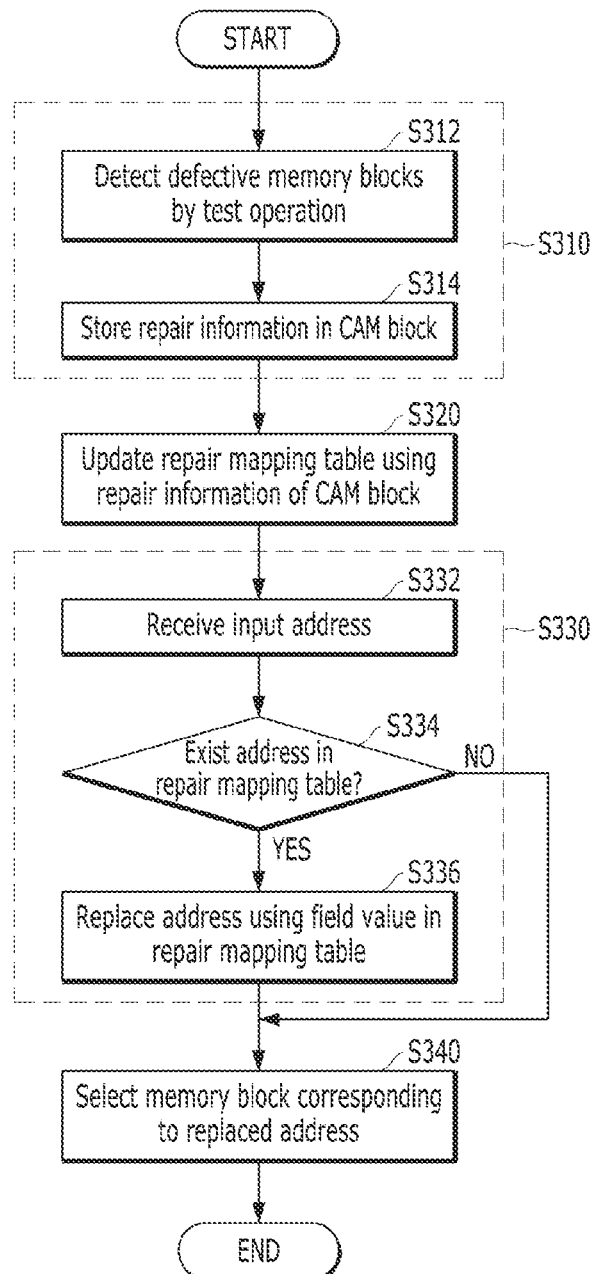 START
S312
Detect defective memory blocks
by test operation
S310
S314
Store repair information in CAM block
S320
Update repair mapping table using
repair information of CAM block
S332
Receive input address
S330
S334
Exist address in
repair mapping table?
NO
YES
S336
Replace address using field value in
repair mapping table
S340
Select memory block corresponding
to replaced address
END